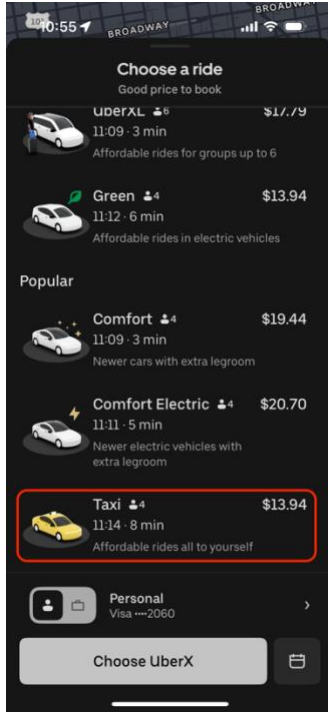 10:55
BROADWAY
BROADWAY
Choose a ride
Good price to book
UberXL 6 $17.79
11:09 · 3 min
Affordable rides for groups up to 6
Green 4 $13.94
11:12 · 6 min
Affordable rides in electric vehicles
Popular
Comfort 4 $19.44
11:09 · 3 min
Newer cars with extra legroom
Comfort Electric 4 $20.70
11:11 · 5 min
Newer electric vehicles with
extra legroom
Taxi 4 $13.94
11:14 · 8 min
Affordable rides all to yourself
Personal
Visa ····2060
Choose UberX